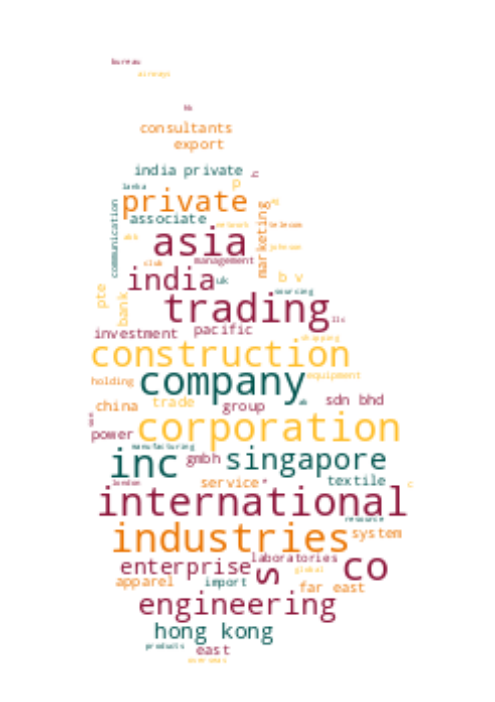 bureau
airways
consultants
export
india private
lanka
p
private
associate
communication
marketing
network
telecom
asia
johnson
club
management
india
uk
b v
sourcing
pte
bank
trading
llc
investment
pacific
shipping
construction
holding
company
equipment
china
trade
group
sdn bhd
power
corporation
manufacturing
inc
gmbh
singapore
london
service
textile
c
international
resource
industries
system
enterprise
laboratories
s
co
global
apparel
import
far east
engineering
hong kong
products
east
overseas